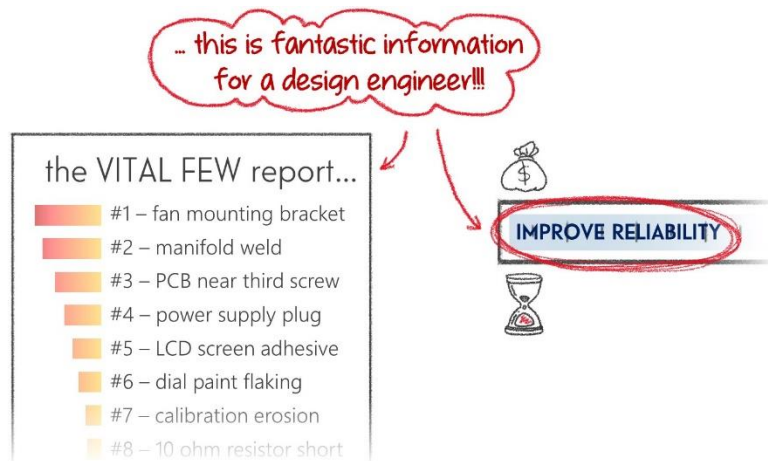 ... this is fantastic information
for a design engineer!!!
the VITAL FEW report...
#1 – fan mounting bracket
#2 – manifold weld
#3 – PCB near third screw
#4 – power supply plug
#5 – LCD screen adhesive
#6 – dial paint flaking
#7 – calibration erosion
#8 – 10 ohm resistor short
$
IMPROVE RELIABILITY